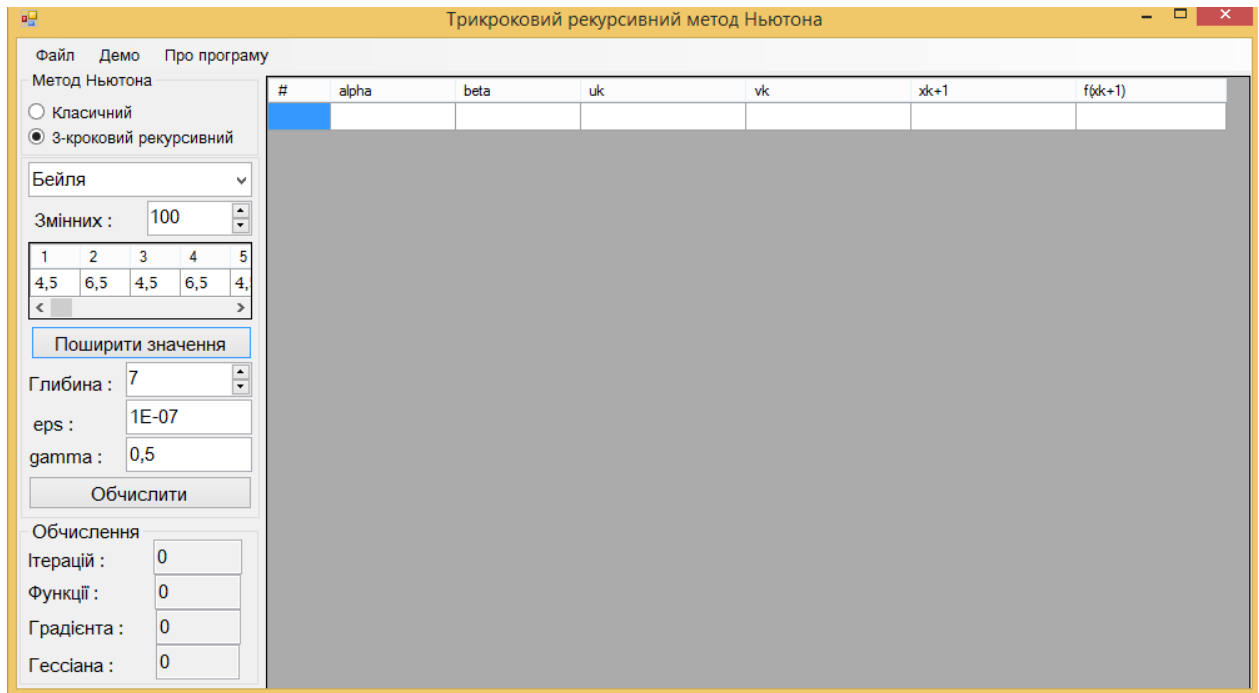 Трикроковий рекурсивний метод Ньютона
Файл Демо Про програму
Метод Ньютона
Класичний
3-кроковий рекурсивний
Бейля
Змінних : 100
1 2 3 4 5
4,5 6,5 4,5 6,5 4,
Поширити значення
Глибина : 7
eps : 1E-07
gamma : 0,5
Обчислити
Обчислення
Ітерацій : 0
Функції : 0
Градієнта : 0
Гессіана : 0
# alpha beta uk vk xk+1 f(xk+1)